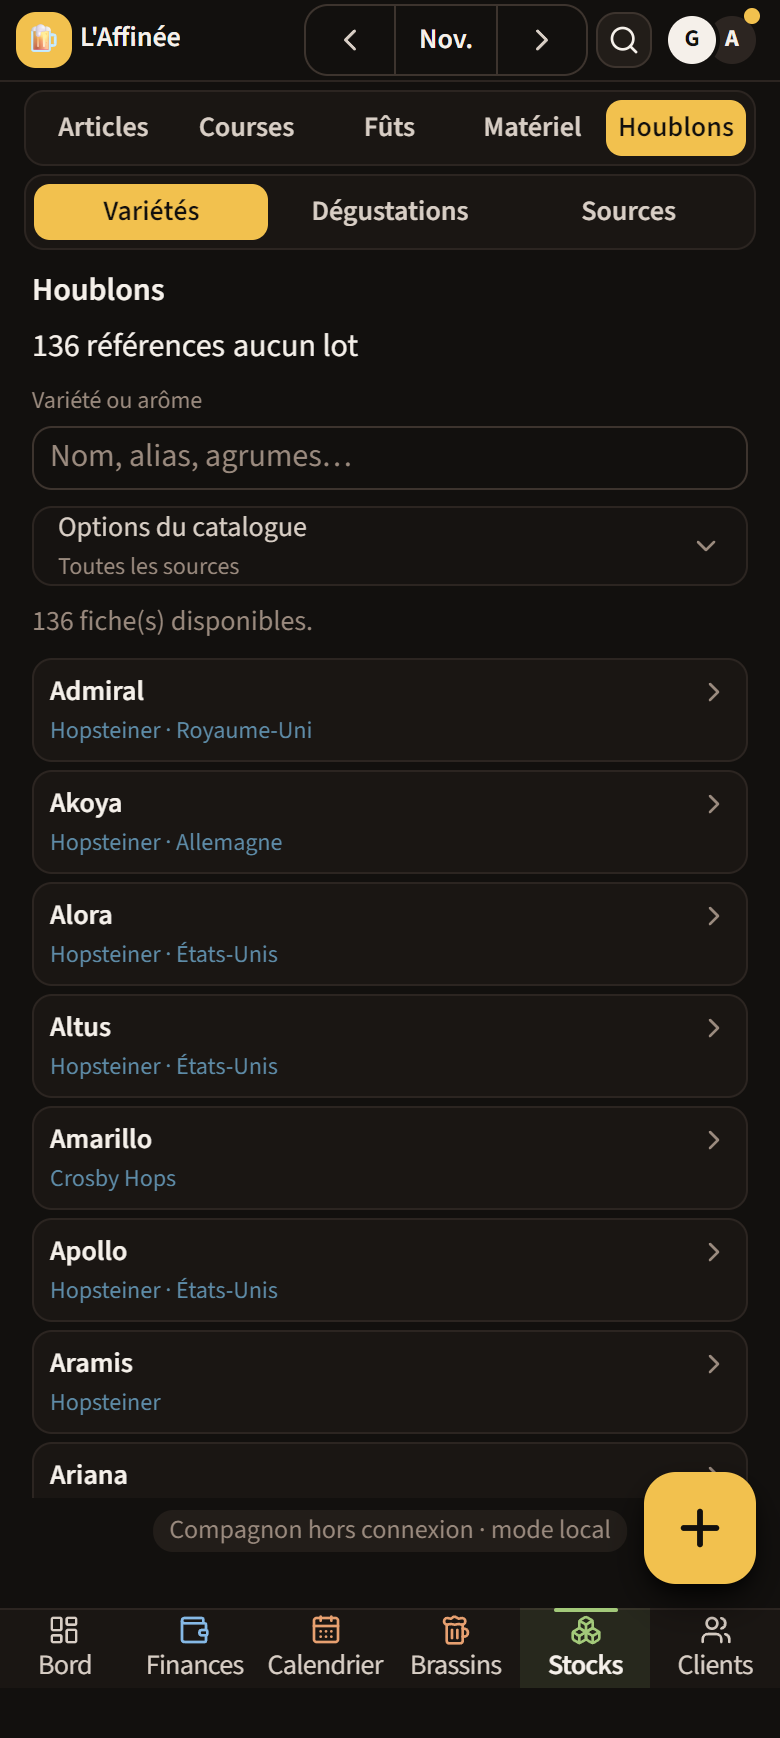 L'Affinée
Nov.
G A
Articles Courses Fûts Matériel Houblons
Variétés Dégustations Sources
Houblons
136 références aucun lot
Variété ou arôme
Nom, alias, agrumes…
Options du catalogue
Toutes les sources
136 fiche(s) disponibles.
Admiral
Hopsteiner · Royaume-Uni
Akoya
Hopsteiner · Allemagne
Alora
Hopsteiner · États-Unis
Altus
Hopsteiner · États-Unis
Amarillo
Crosby Hops
Apollo
Hopsteiner · États-Unis
Aramis
Hopsteiner
Ariana
Compagnon hors connexion · mode local
Bord Finances Calendrier Brassins Stocks Clients